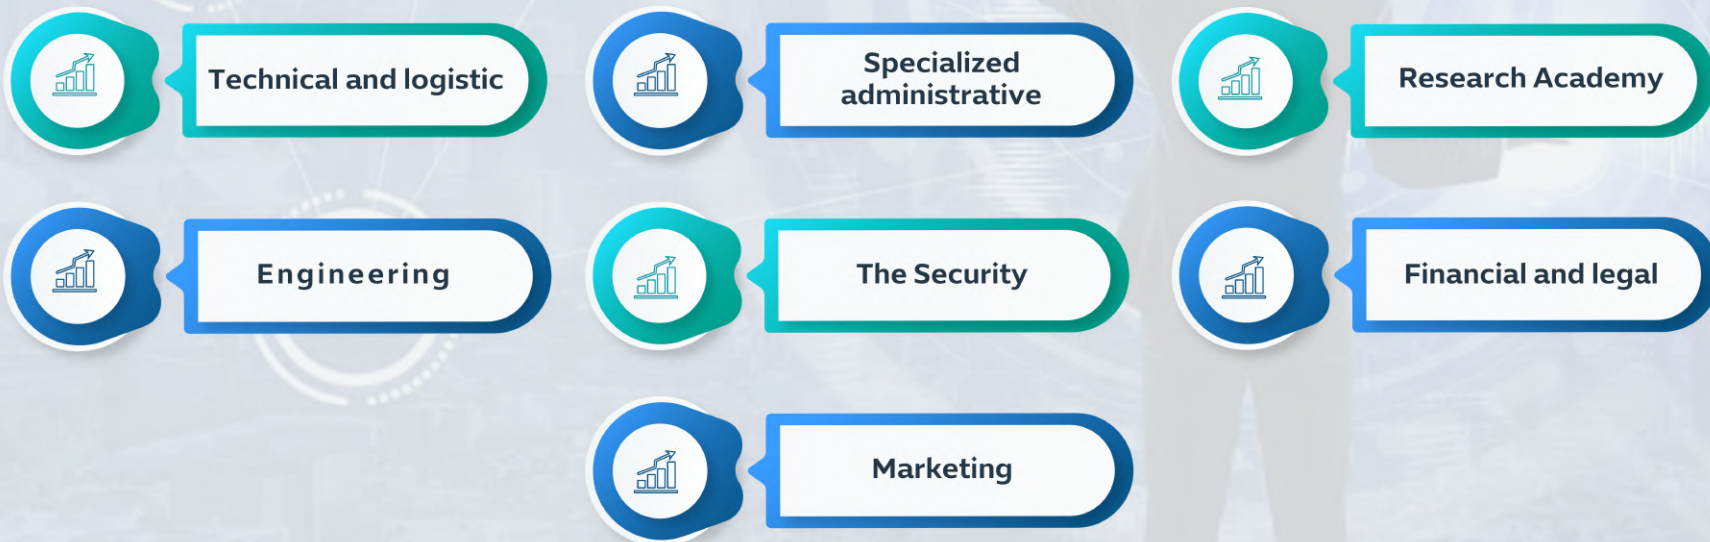 Technical and logistic
Specialized
administrative
Research Academy
Engineering
The Security
Financial and legal
Marketing